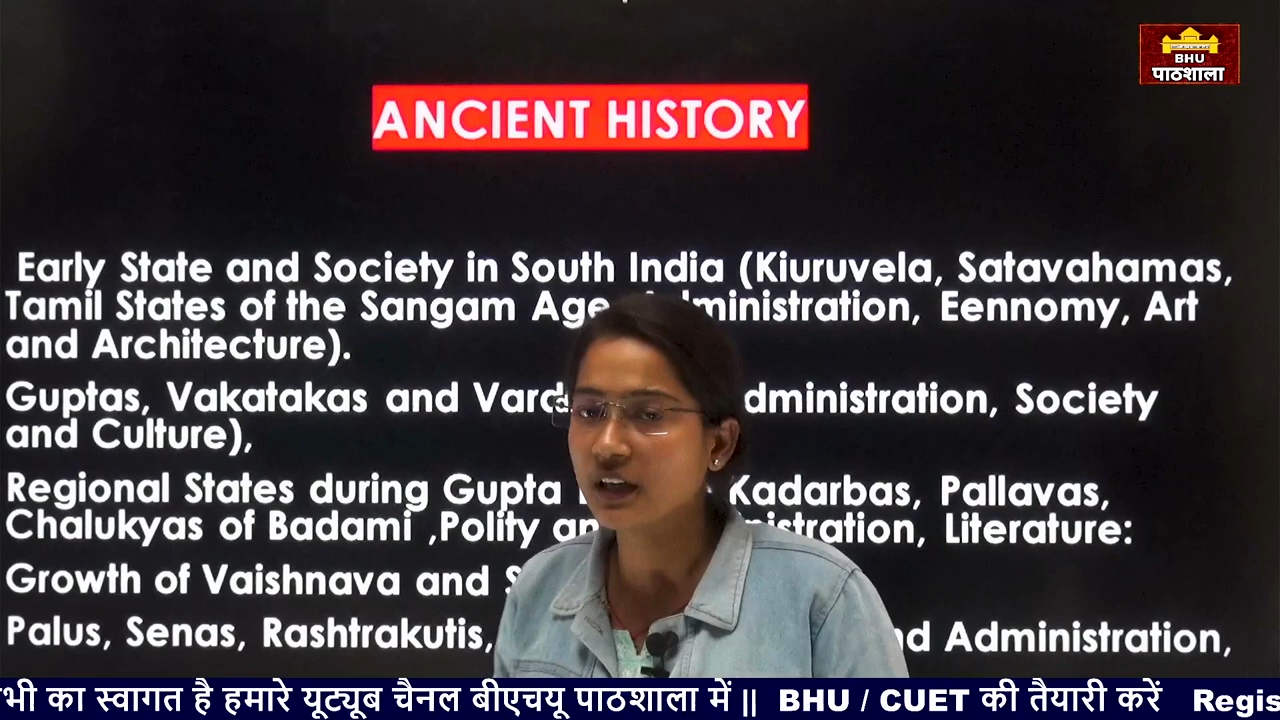 BHU
पाठशाला
ANCIENT HISTORY
Early State and Society in South India (Kiuruvela, Satavahamas,
Tamil States of the Sangam Age ministration, Eennomy, Art
and Architecture).
Guptas, Vakatakas and Vard dministration, Society
and Culture),
Regional States during Gupta Kadarbas, Pallavas,
Chalukyas of Badami ,Polity an istration, Literature:
Growth of Vaishnava and S
Palus, Senas, Rashtrakutis, nd Administration,
भी का स्वागत है हमारे यूट्यूब चैनल बीएचयू पाठशाला में || BHU / CUET की तैयारी करें Regis